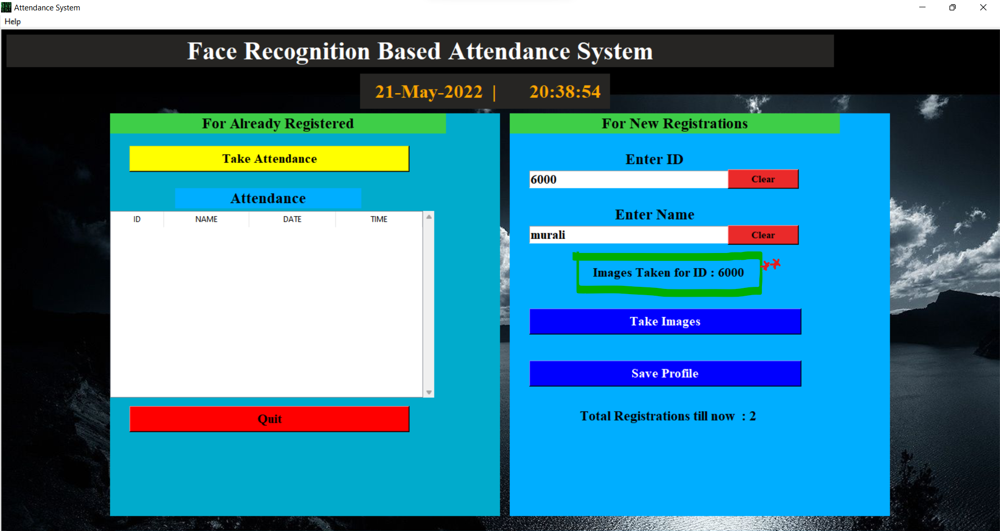 Attendance System
Help
Face Recognition Based Attendance System
21-May-2022 | 20:38:54
For Already Registered
Take Attendance
Attendance
ID NAME DATE TIME
Quit
For New Registrations
Enter ID
6000 Clear
Enter Name
murali Clear
Images Taken for ID : 6000 **
Take Images
Save Profile
Total Registrations till now : 2